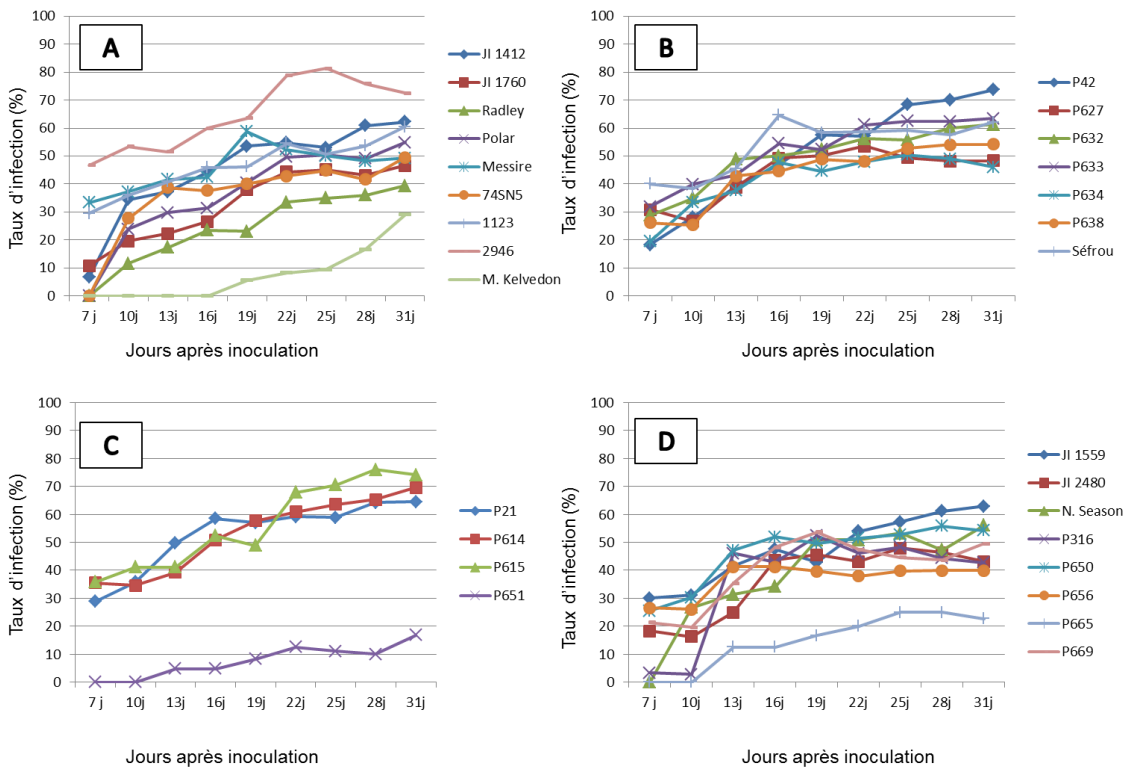 A
Taux d'infection (%)
100
90
80
70
60
50
40
30
20
10
0
7 j 10j 13j 16j 19j 22j 25j 28j 31j
Jours après inoculation
JI 1412
JI 1760
Radley
Polar
Messire
74SN5
1123
2946
M. Kelvedon
B
Taux d'infection (%)
100
90
80
70
60
50
40
30
20
10
0
7 j 10j 13j 16j 19j 22j 25j 28j 31j
Jours après inoculation
P42
P627
P632
P633
P634
P638
Séfrou
C
Taux d'infection (%)
100
90
80
70
60
50
40
30
20
10
0
7 j 10j 13j 16j 19j 22j 25j 28j 31j
Jours après inoculation
P21
P614
P615
P651
D
Taux d'infection (%)
100
90
80
70
60
50
40
30
20
10
0
7 j 10j 13j 16j 19j 22j 25j 28j 31j
Jours après inoculation
JI 1559
JI 2480
N. Season
P316
P650
P656
P665
P669